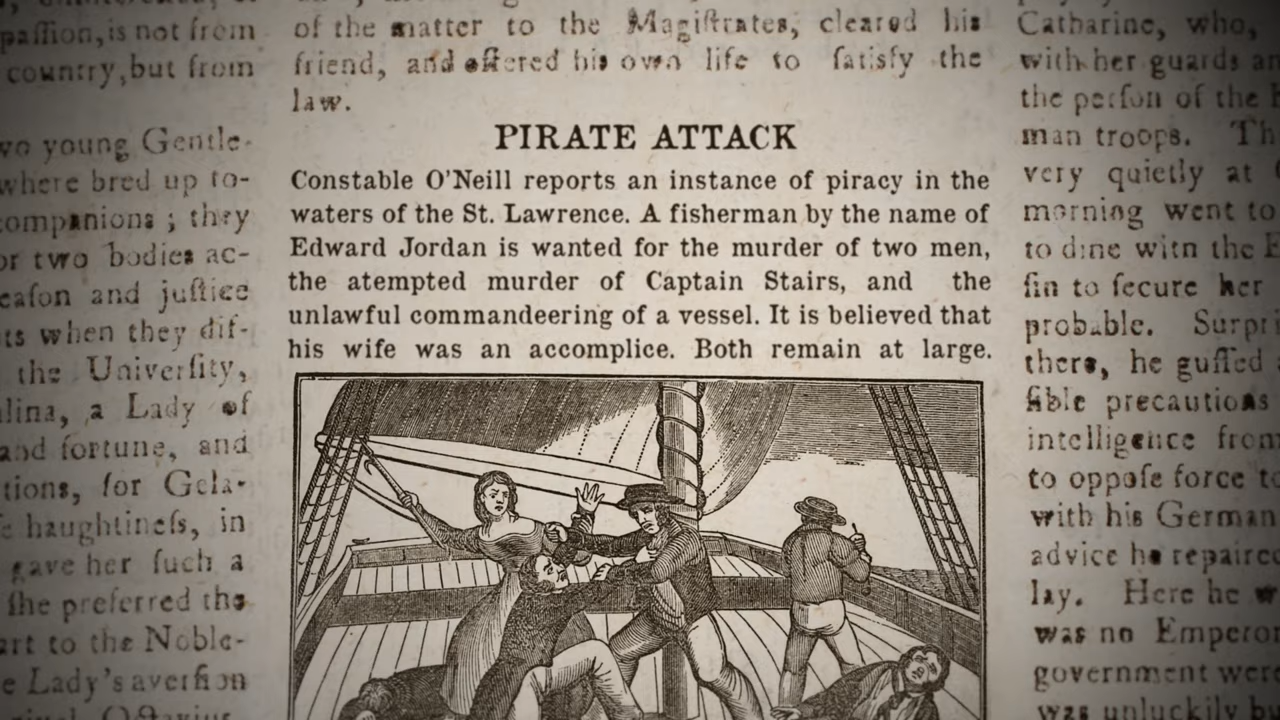 passion, is not from
country, but from
wo young Gentle-
where bred up to-
companions ; they
or two bodies ac-
eason and justice
ts when they dif-
the University,
lina, a Lady of
and fortune, and
tions, for Gela-
haughtiness, in
gave her such a
she preferred the
art to the Noble-
e Lady's aversion
of the matter to the Magistrates, cleared his
friend, and offered his own life to satisfy the
law.
PIRATE ATTACK
Constable O'Neill reports an instance of piracy in the
waters of the St. Lawrence. A fisherman by the name of
Edward Jordan is wanted for the murder of two men,
the atempted murder of Captain Stairs, and the
unlawful commandeering of a vessel. It is believed that
his wife was an accomplice. Both remain at large.
Catharine, who,
with her guards an
the person of the
man troops. Th
very quietly at
morning went to
to dine with the E
sin to secure her
probable. Surpri
there, he gussed
sible precautions
intelligence from
to oppose force to
with his German
advice he repaired
lay. Here he w
was no Emperor
government were
was unluckily